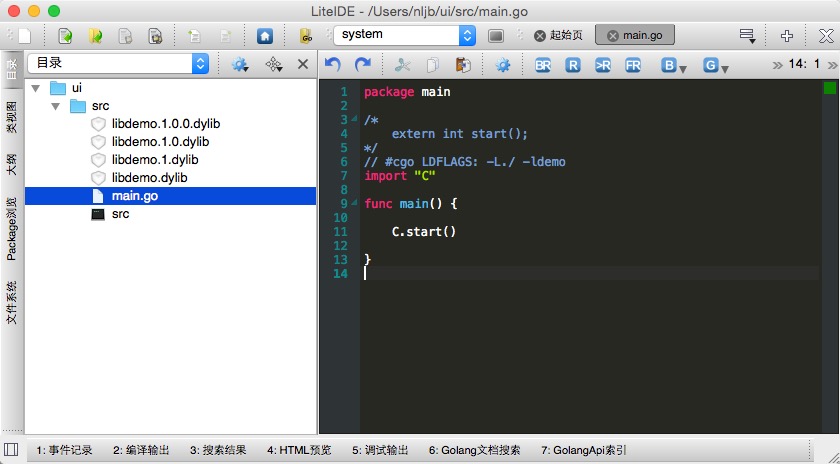 LiteIDE - /Users/nljb/ui/src/main.go
system
起始页
main.go
目录
BR R >R FR B G
14: 1
目录
类视图
大纲
Package浏览
文件系统
ui
src
libdemo.1.0.0.dylib
libdemo.1.0.dylib
libdemo.1.dylib
libdemo.dylib
main.go
src
1 package main
2
3 /*
4 extern int start();
5 */
6 // #cgo LDFLAGS: -L./ -ldemo
7 import "C"
8
9 func main() {
10
11 C.start()
12
13 }
14
1: 事件记录 2: 编译输出 3: 搜索结果 4: HTML预览 5: 调试输出 6: Golang文档搜索 7: GolangApi索引